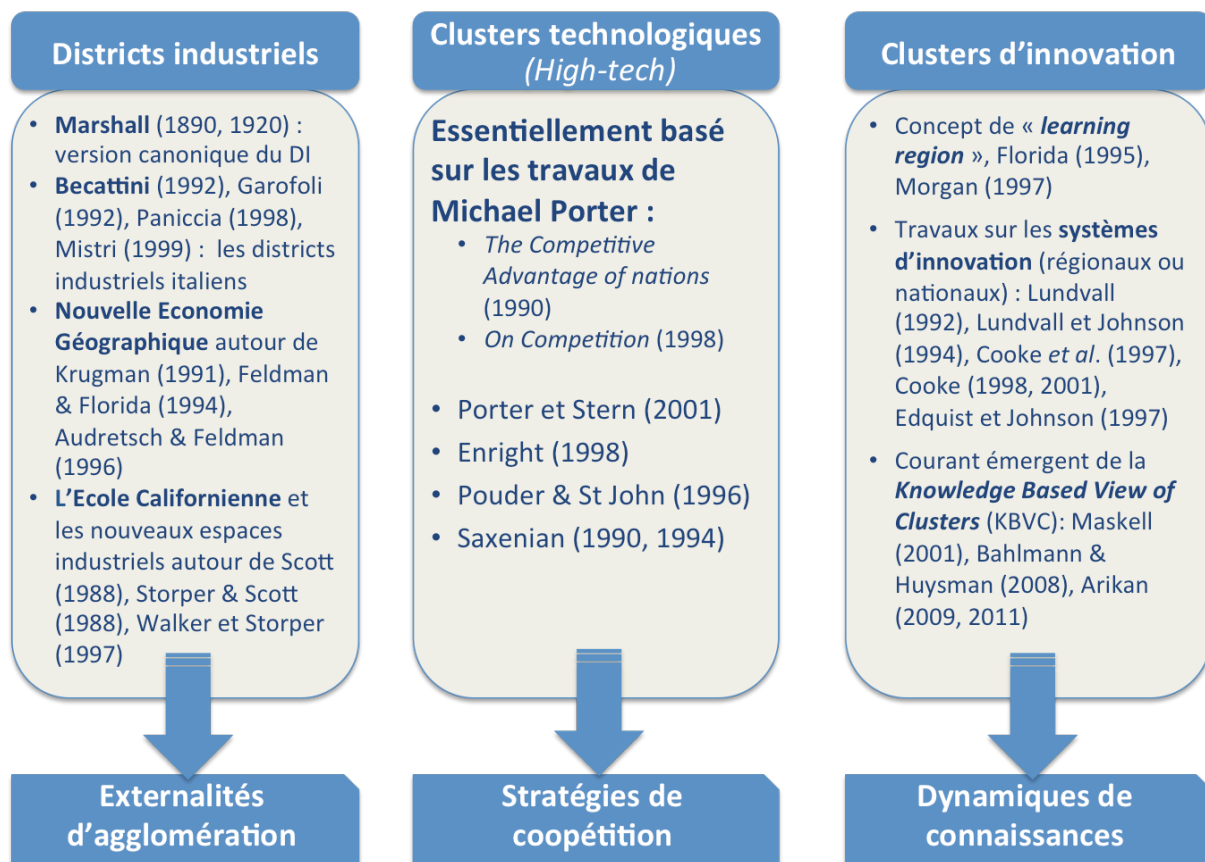 Districts industriels
• Marshall (1890, 1920) :
version canonique du DI
• Becattini (1992), Garofoli
(1992), Paniccia (1998),
Mistri (1999) : les districts
industriels italiens
• Nouvelle Economie
Géographique autour de
Krugman (1991), Feldman
& Florida (1994),
Audretsch & Feldman
(1996)
• L'Ecole Californienne et
les nouveaux espaces
industriels autour de Scott
(1988), Storper & Scott
(1988), Walker et Storper
(1997)
Externalités
d'agglomération
Clusters technologiques
(High-tech)
Essentiellement basé
sur les travaux de
Michael Porter :
• The Competitive
Advantage of nations
(1990)
• On Competition (1998)
• Porter et Stern (2001)
• Enright (1998)
• Pouder & St John (1996)
• Saxenian (1990, 1994)
Stratégies de
coopétition
Clusters d'innovation
• Concept de « learning
region », Florida (1995),
Morgan (1997)
• Travaux sur les systèmes
d'innovation (régionaux ou
nationaux) : Lundvall
(1992), Lundvall et Johnson
(1994), Cooke et al. (1997),
Cooke (1998, 2001),
Edquist et Johnson (1997)
• Courant émergent de la
Knowledge Based View of
Clusters (KBVC): Maskell
(2001), Bahlmann &
Huysman (2008), Arikan
(2009, 2011)
Dynamiques de
connaissances